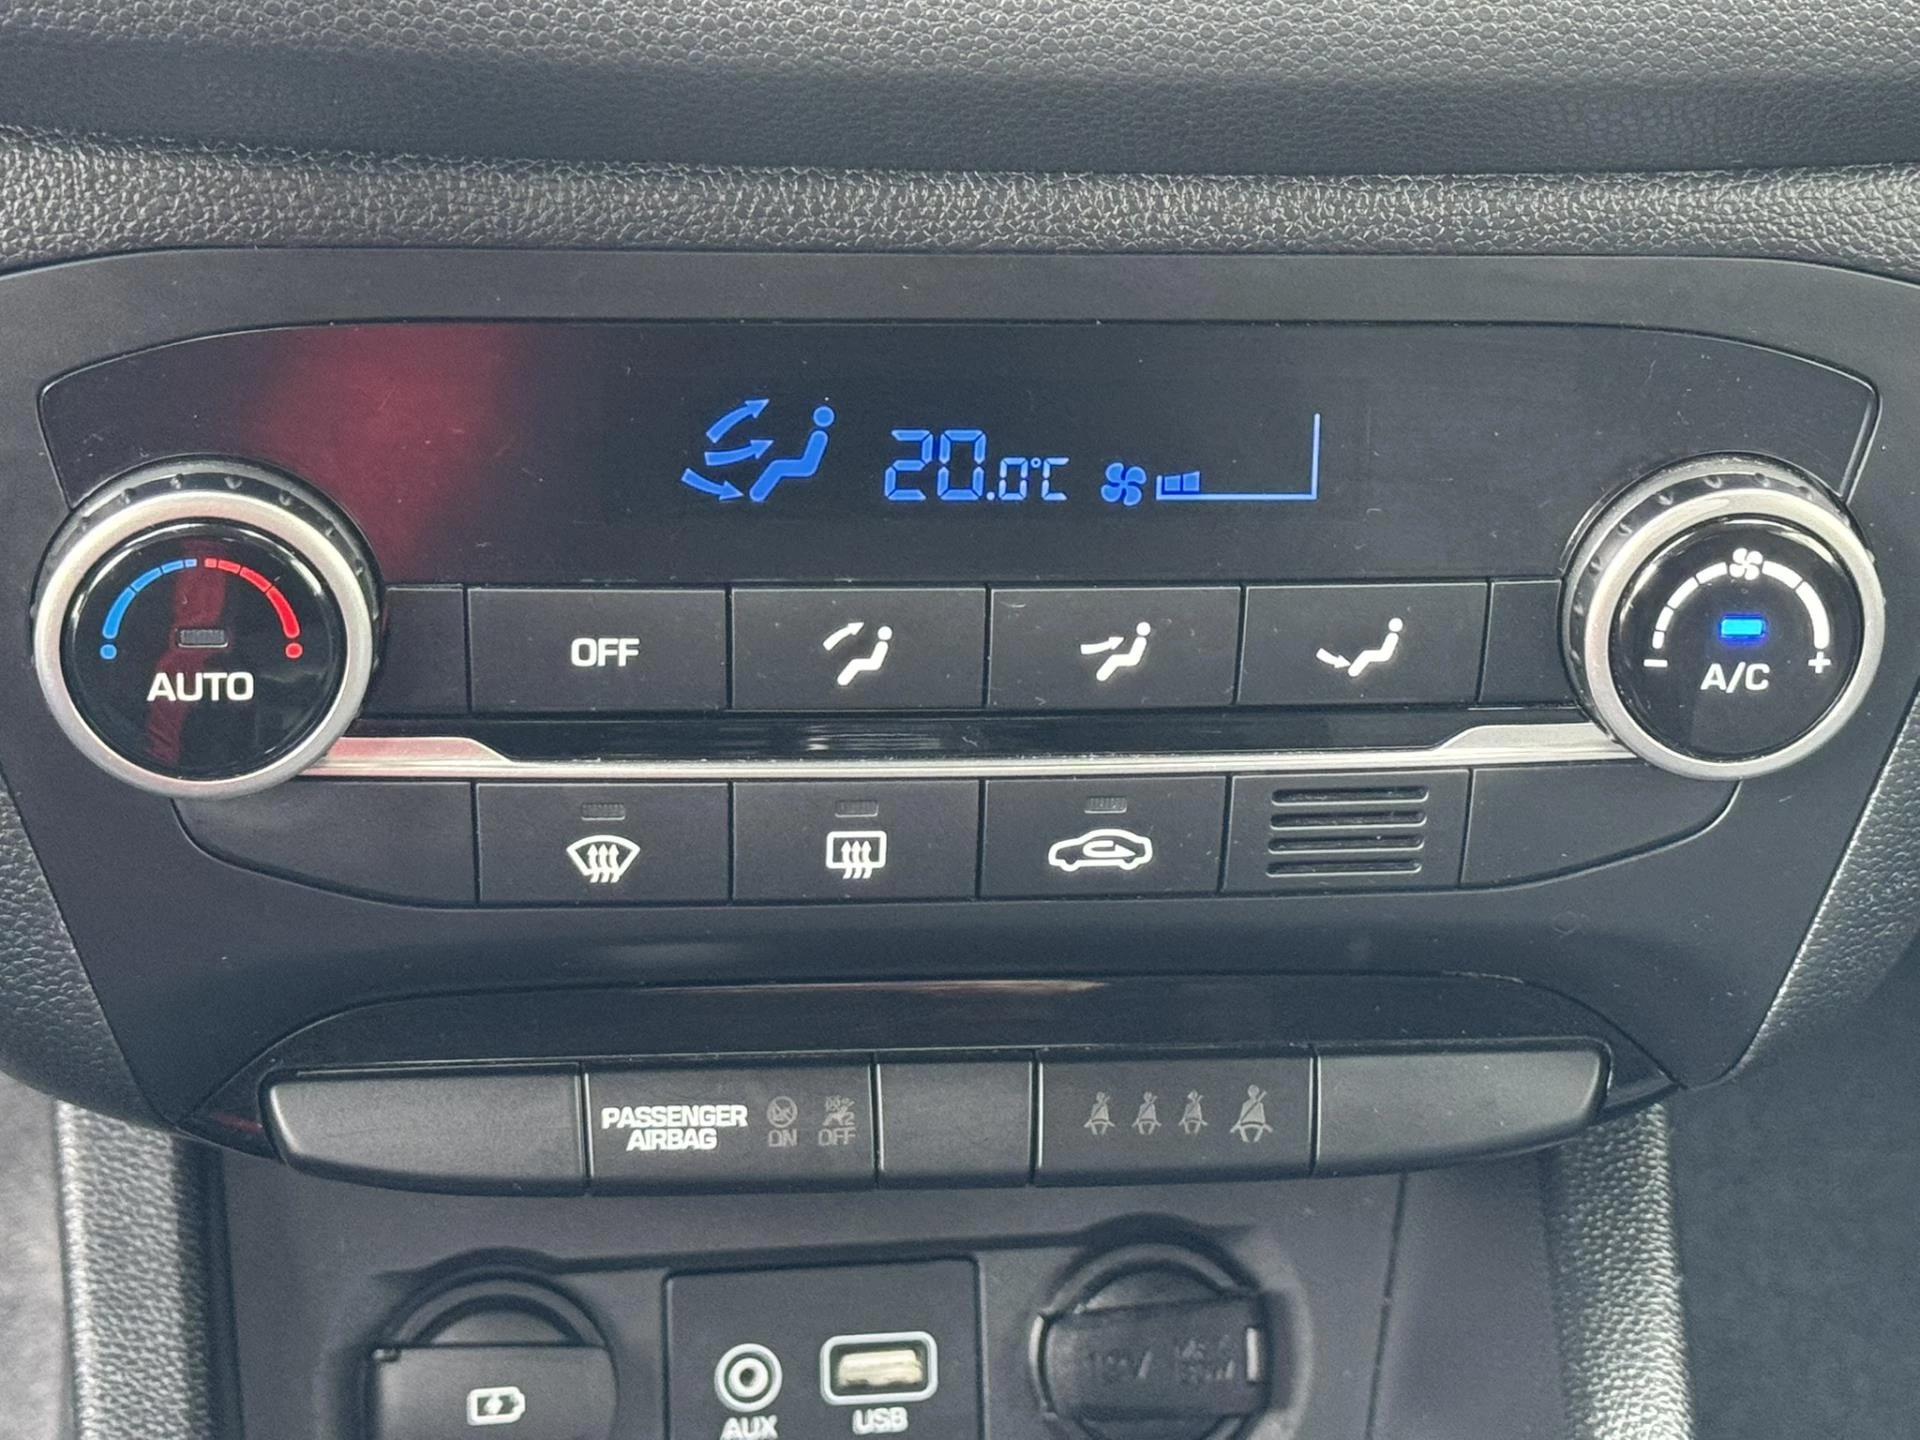 20.0°C
AUTO
OFF
A/C
- +
PASSENGER
AIRBAG
ON OFF
AUX
USB